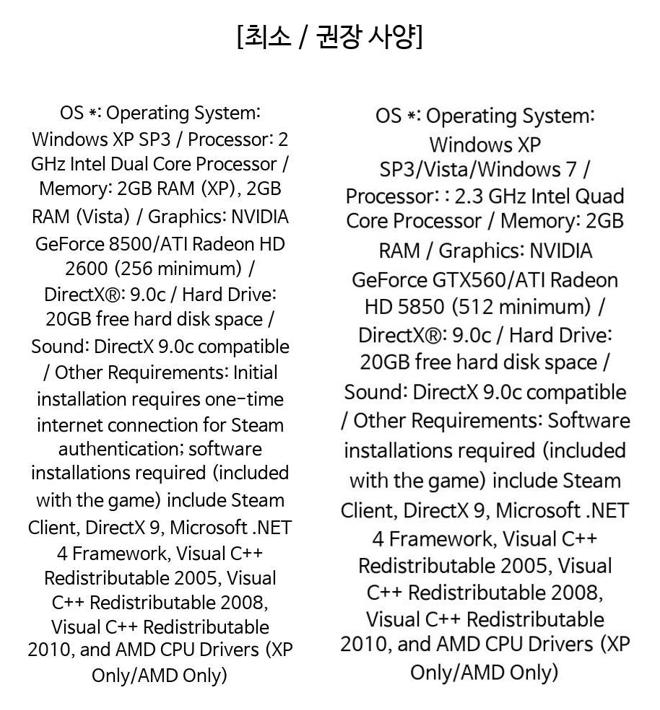 [최소 / 권장 사양]
OS *: Operating System:
Windows XP SP3 / Processor: 2
GHz Intel Dual Core Processor /
Memory: 2GB RAM (XP), 2GB
RAM (Vista) / Graphics: NVIDIA
GeForce 8500/ATI Radeon HD
2600 (256 minimum) /
DirectX®: 9.0c / Hard Drive:
20GB free hard disk space /
Sound: DirectX 9.0c compatible
/ Other Requirements: Initial
installation requires one-time
internet connection for Steam
authentication; software
installations required (included
with the game) include Steam
Client, DirectX 9, Microsoft .NET
4 Framework, Visual C++
Redistributable 2005, Visual
C++ Redistributable 2008,
Visual C++ Redistributable
2010, and AMD CPU Drivers (XP
Only/AMD Only)
OS *: Operating System:
Windows XP
SP3/Vista/Windows 7 /
Processor: : 2.3 GHz Intel Quad
Core Processor / Memory: 2GB
RAM / Graphics: NVIDIA
GeForce GTX560/ATI Radeon
HD 5850 (512 minimum) /
DirectX®: 9.0c / Hard Drive:
20GB free hard disk space /
Sound: DirectX 9.0c compatible
/ Other Requirements: Software
installations required (included
with the game) include Steam
Client, DirectX 9, Microsoft .NET
4 Framework, Visual C++
Redistributable 2005, Visual
C++ Redistributable 2008,
Visual C++ Redistributable
2010, and AMD CPU Drivers (XP
Only/AMD Only)